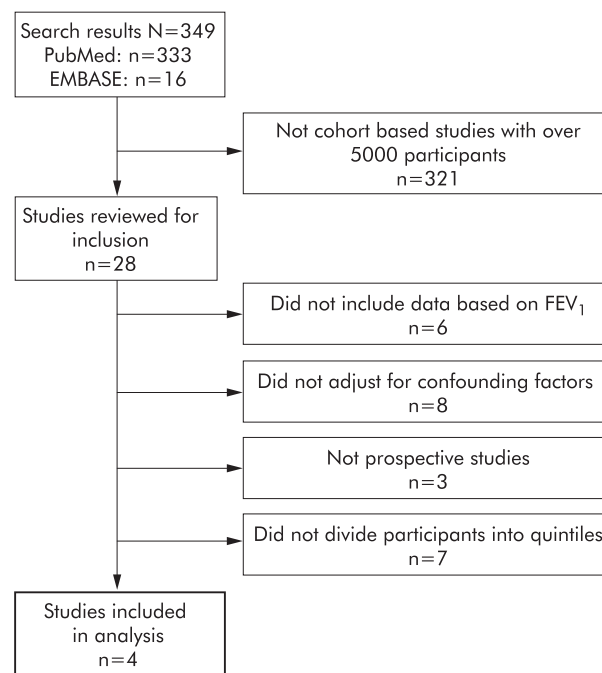 Search results N=349
PubMed: n=333
EMBASE: n=16
Not cohort based studies with over
5000 participants
n=321
Studies reviewed for
inclusion
n=28
Did not include data based on FEV1
n=6
Did not adjust for confounding factors
n=8
Not prospective studies
n=3
Did not divide participants into quintiles
n=7
Studies included
in analysis
n=4